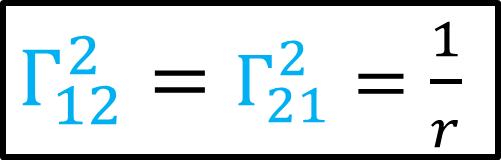 Γ²₁₂ = Γ²₂₁ = 1/r